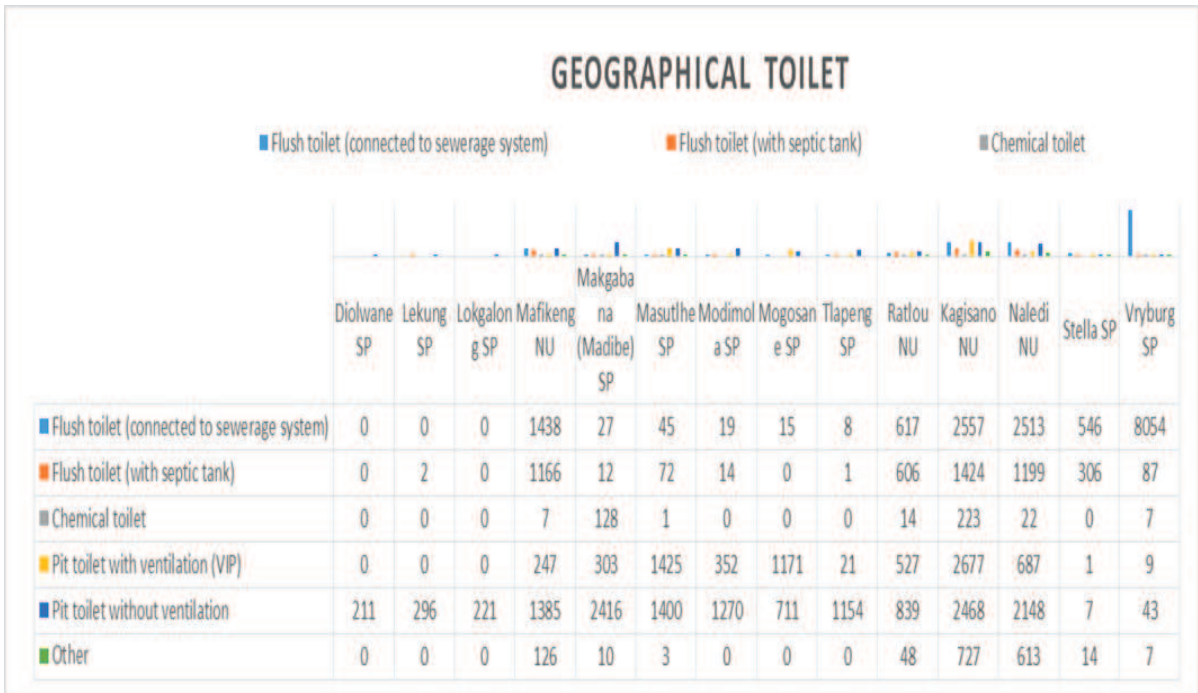 GEOGRAPHICAL TOILET
Flush toilet (connected to sewerage system) Flush toilet (with septic tank) Chemical toilet
Diolwane SP Lekung SP Lokgalong SP Mafikeng NU Makgabana (Madibe) SP Masutlhe SP Modimola SP Mogosane SP Tlapeng SP Ratlou NU Kagisano NU Naledi NU Stella SP Vryburg SP
Flush toilet (connected to sewerage system) 0 0 0 1438 27 45 19 15 8 617 2557 2513 546 8054
Flush toilet (with septic tank) 0 2 0 1166 12 72 14 0 1 606 1424 1199 306 87
Chemical toilet 0 0 0 7 128 1 0 0 0 14 223 22 0 7
Pit toilet with ventilation (VIP) 0 0 0 247 303 1425 352 1171 21 527 2677 687 1 9
Pit toilet without ventilation 211 296 221 1385 2416 1400 1270 711 1154 839 2468 2148 7 43
Other 0 0 0 126 10 3 0 0 0 48 727 613 14 7